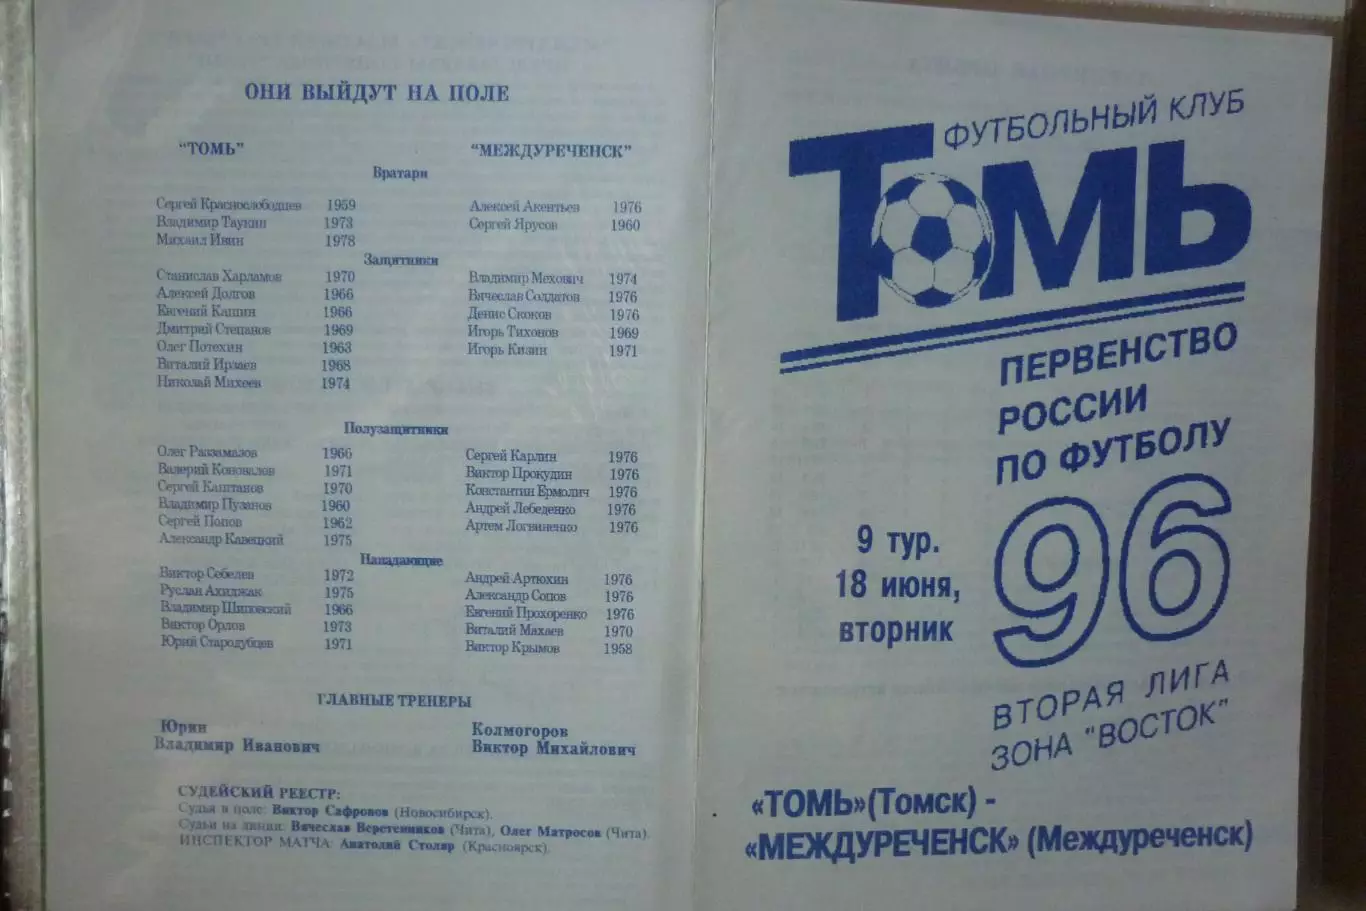 ОНИ ВЫЙДУТ НА ПОЛЕ
"ТОМЬ" "МЕЖДУРЕЧЕНСК"
Вратари
Сергей Краснослободцев 1959 Алексей Акентьев 1976
Владимир Таукин 1973 Сергей Ярусов 1960
Михаил Ивин 1978
Защитники
Станислав Харламов 1970 Владимир Мехович 1974
Алексей Долгов 1966 Вячеслав Солдатов 1976
Евгений Кашин 1966 Денис Скоков 1976
Дмитрий Степанов 1969 Игорь Тихонов 1969
Олег Потехин 1963 Игорь Кизин 1971
Виталий Ирзаев 1968
Николай Михеев 1974
Полузащитники
Олег Раззамазов 1966 Сергей Карлин 1976
Валерий Коновалов 1971 Виктор Прокудин 1976
Сергей Каштанов 1970 Константин Ермолич 1976
Владимир Пузанов 1960 Андрей Лебеденко 1976
Сергей Попов 1962 Артем Логвиненко 1976
Александр Кавецкий 1975
Нападающие
Виктор Себелев 1972 Андрей Артюхин 1976
Руслан Ахиджак 1975 Александр Сопов 1976
Владимир Шиповский 1966 Евгений Прохоренко 1976
Виктор Орлов 1973 Виталий Махаев 1970
Юрий Стародубцев 1971 Виктор Крымов 1958
ГЛАВНЫЕ ТРЕНЕРЫ
Юрин Колмогоров
Владимир Иванович Виктор Михайлович
СУДЕЙСКИЙ РЕЕСТР:
Судья в поле: Виктор Сафронов (Новосибирск).
Судьи на линии: Вячеслав Веретенников (Чита), Олег Матросов (Чита).
ИНСПЕКТОР МАТЧА: Анатолий Столяр (Красноярск).
ФУТБОЛЬНЫЙ КЛУБ
ТОМЬ
ПЕРВЕНСТВО
РОССИИ
ПО ФУТБОЛУ
96
9 тур.
18 июня,
вторник
ВТОРАЯ ЛИГА
ЗОНА "ВОСТОК"
«ТОМЬ»(Томск) -
«МЕЖДУРЕЧЕНСК» (Междуреченск)